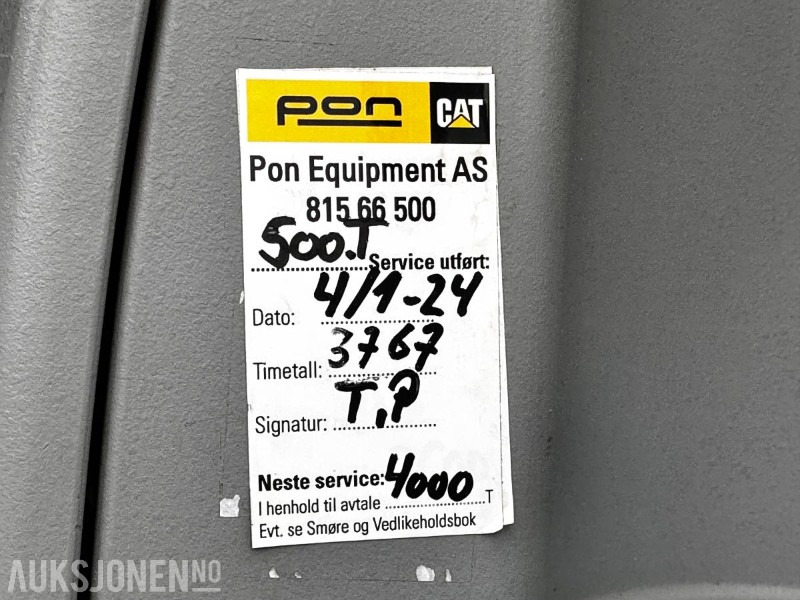 pon CAT
Pon Equipment AS
815 66 500
500.T Service utført:
Dato: 4/1-24
Timetall: 3767
Signatur: T,P
Neste service: 4000
I henhold til avtale T
Evt. se Smøre og Vedlikeholdsbok
AUKSJONEN.NO